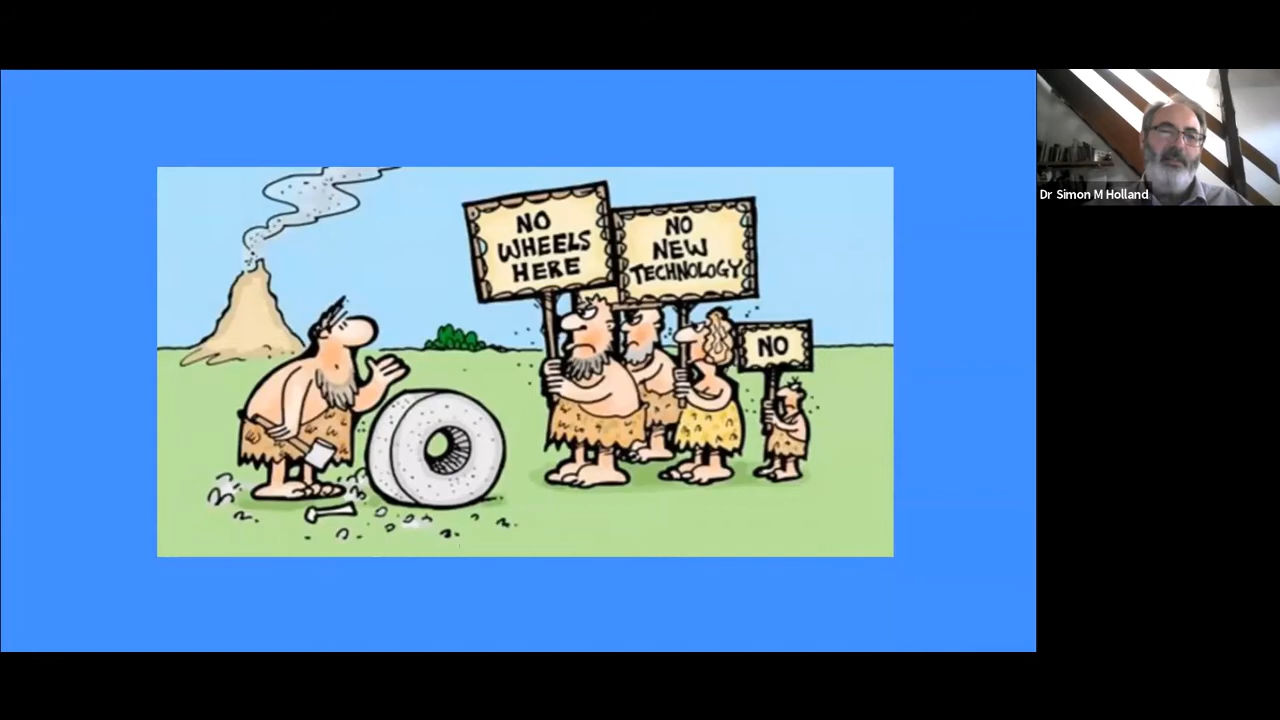 NO
WHEELS
HERE
NO
NEW
TECHNOLOGY
NO
Dr Simon M Holland